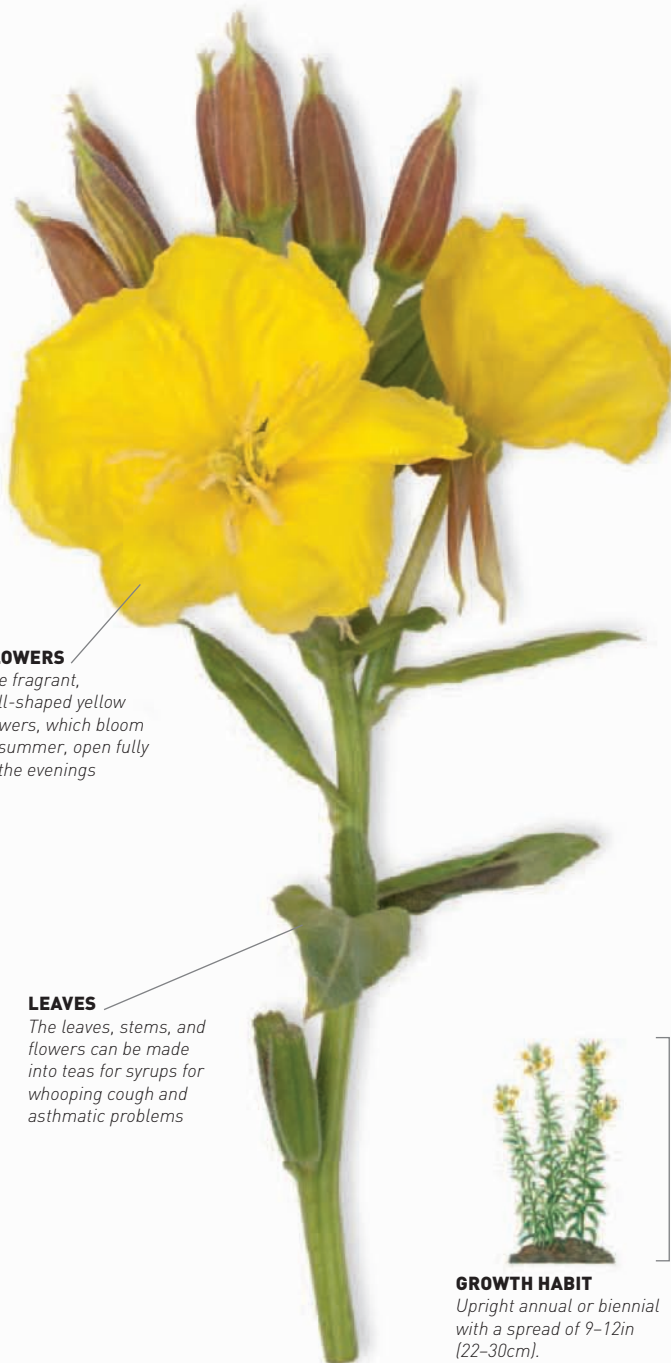 LOWERS
e fragrant,
ll-shaped yellow
wers, which bloom
summer, open fully
the evenings
LEAVES
The leaves, stems, and
flowers can be made
into teas for syrups for
whooping cough and
asthmatic problems
GROWTH HABIT
Upright annual or biennial
with a spread of 9–12in
(22–30cm).